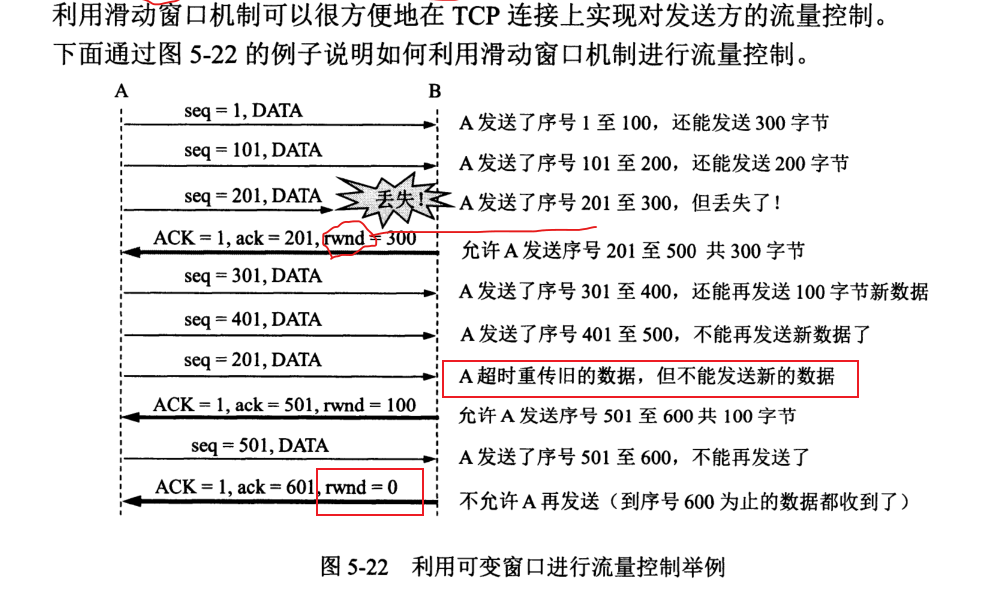 利用滑动窗口机制可以很方便地在 TCP 连接上实现对发送方的流量控制。
下面通过图 5-22 的例子说明如何利用滑动窗口机制进行流量控制。
A B
seq = 1, DATA A 发送了序号 1 至 100，还能发送 300 字节
seq = 101, DATA A 发送了序号 101 至 200，还能发送 200 字节
seq = 201, DATA 丢失！ A 发送了序号 201 至 300，但丢失了！
ACK = 1, ack = 201, rwnd = 300 允许 A 发送序号 201 至 500 共 300 字节
seq = 301, DATA A 发送了序号 301 至 400，还能再发送 100 字节新数据
seq = 401, DATA A 发送了序号 401 至 500，不能再发送新数据了
seq = 201, DATA A 超时重传旧的数据，但不能发送新的数据
ACK = 1, ack = 501, rwnd = 100 允许 A 发送序号 501 至 600 共 100 字节
seq = 501, DATA A 发送了序号 501 至 600，不能再发送了
ACK = 1, ack = 601, rwnd = 0 不允许 A 再发送（到序号 600 为止的数据都收到了）
图 5-22 利用可变窗口进行流量控制举例